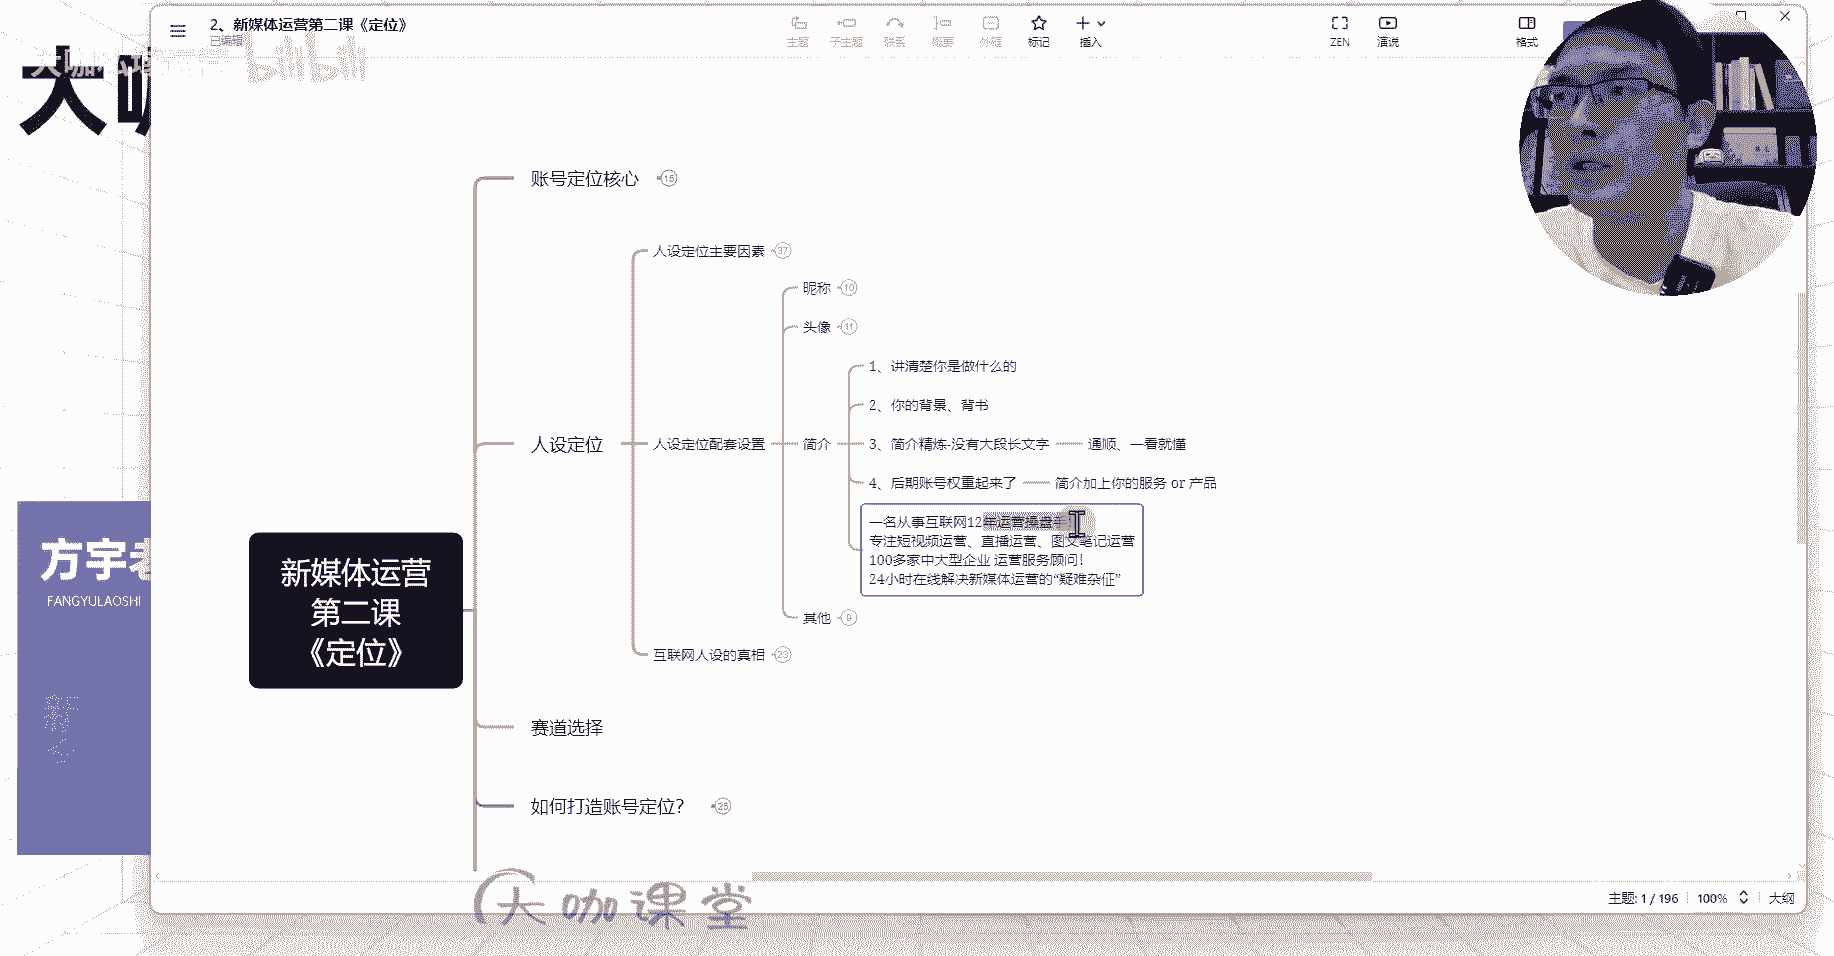 2、新媒体运营第二课《定位》
已编辑
主题
子主题
联系
概要
外框
标记
插入
ZEN
演说
格式
bilibili
账号定位核心 15
人设定位主要因素 37
昵称 10
头像 11
1、讲清楚你是做什么的
2、你的背景、背书
人设定位
人设定位配套设置
简介
3、简介精炼-没有大段长文字
通顺、一看就懂
4、后期账号权重起来了
简介加上你的服务 or 产品
一名从事互联网12年运营操盘手
专注短视频运营、直播运营、图文笔记运营
100多家中大型企业 运营服务顾问!
24小时在线解决新媒体运营的“疑难杂症”
其他 9
互联网人设的真相 23
新媒体运营
第二课
《定位》
赛道选择
如何打造账号定位? 25
方宇老
FANGYULAOSHI
大咖课堂
主题: 1 / 196
100%
大纲